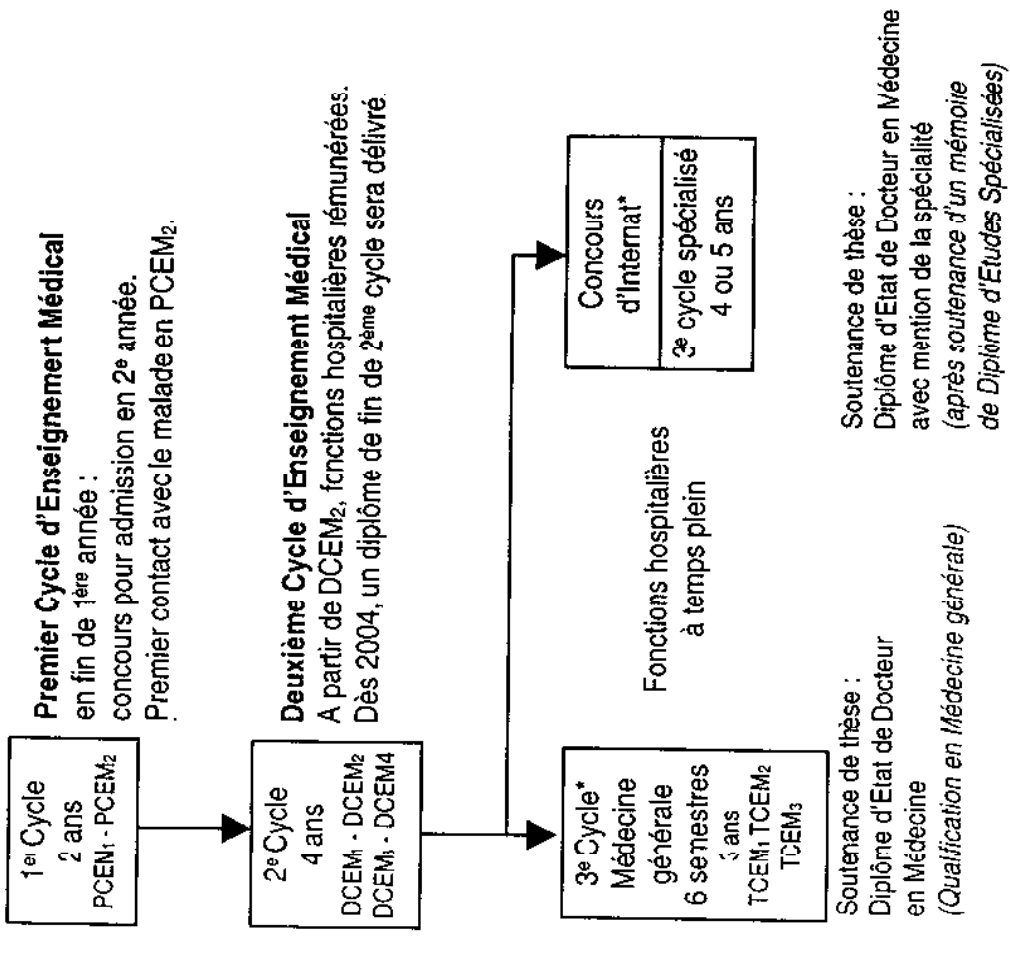 1er Cycle
2 ans
PCEM1 - PCEM2
Premier Cycle d'Enseignement Médical
en fin de 1ère année :
concours pour admission en 2e année.
Premier contact avec le malade en PCEM2.
2e Cycle
4 ans
DCEM1 - DCEM2
DCEM3 - DCEM4
Deuxième Cycle d'Enseignement Médical
A partir de DCEM2, fonctions hospitalières rémunérées.
Dès 2004, un diplôme de fin de 2ème cycle sera délivré.
3e Cycle*
Médecine
générale
6 semestres
3 ans
TCEM1 TCEM2
TCEM3
Fonctions hospitalières
à temps plein
Concours
d'Internat*
3e cycle spécialisé
4 ou 5 ans
Soutenance de thèse :
Diplôme d'Etat de Docteur
en Médecine
(Qualification en Médecine générale)
Soutenance de thèse :
Diplôme d'Etat de Docteur en Médecine
avec mention de la spécialité
(après soutenance d'un mémoire
de Diplôme d'Etudes Spécialisées)